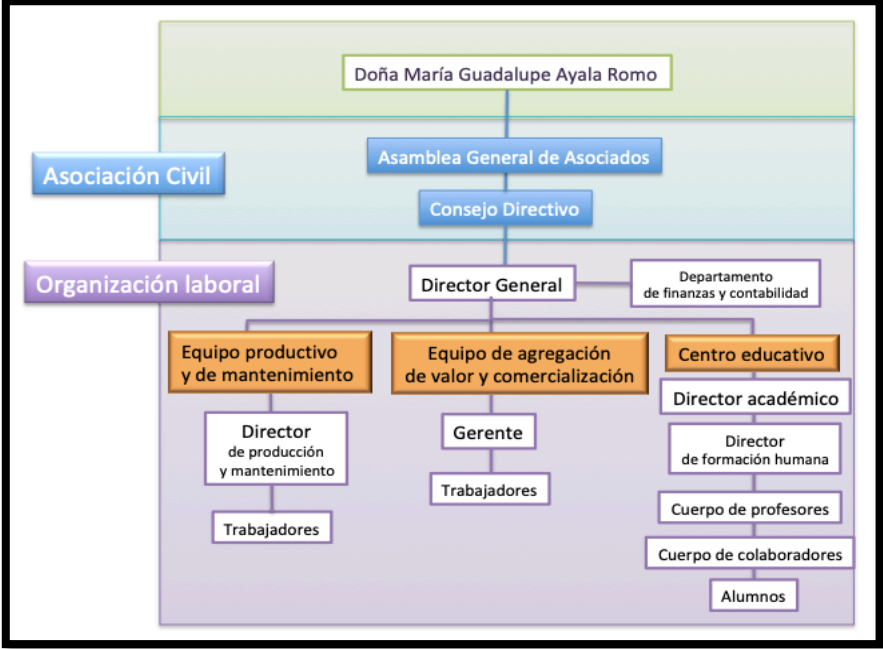 Doña María Guadalupe Ayala Romo
Asociación Civil
Asamblea General de Asociados
Consejo Directivo
Organización laboral
Director General
Departamento
de finanzas y contabilidad
Equipo productivo
y de mantenimiento
Director
de producción
y mantenimiento
Trabajadores
Equipo de agregación
de valor y comercialización
Gerente
Trabajadores
Centro educativo
Director académico
Director
de formación humana
Cuerpo de profesores
Cuerpo de colaboradores
Alumnos